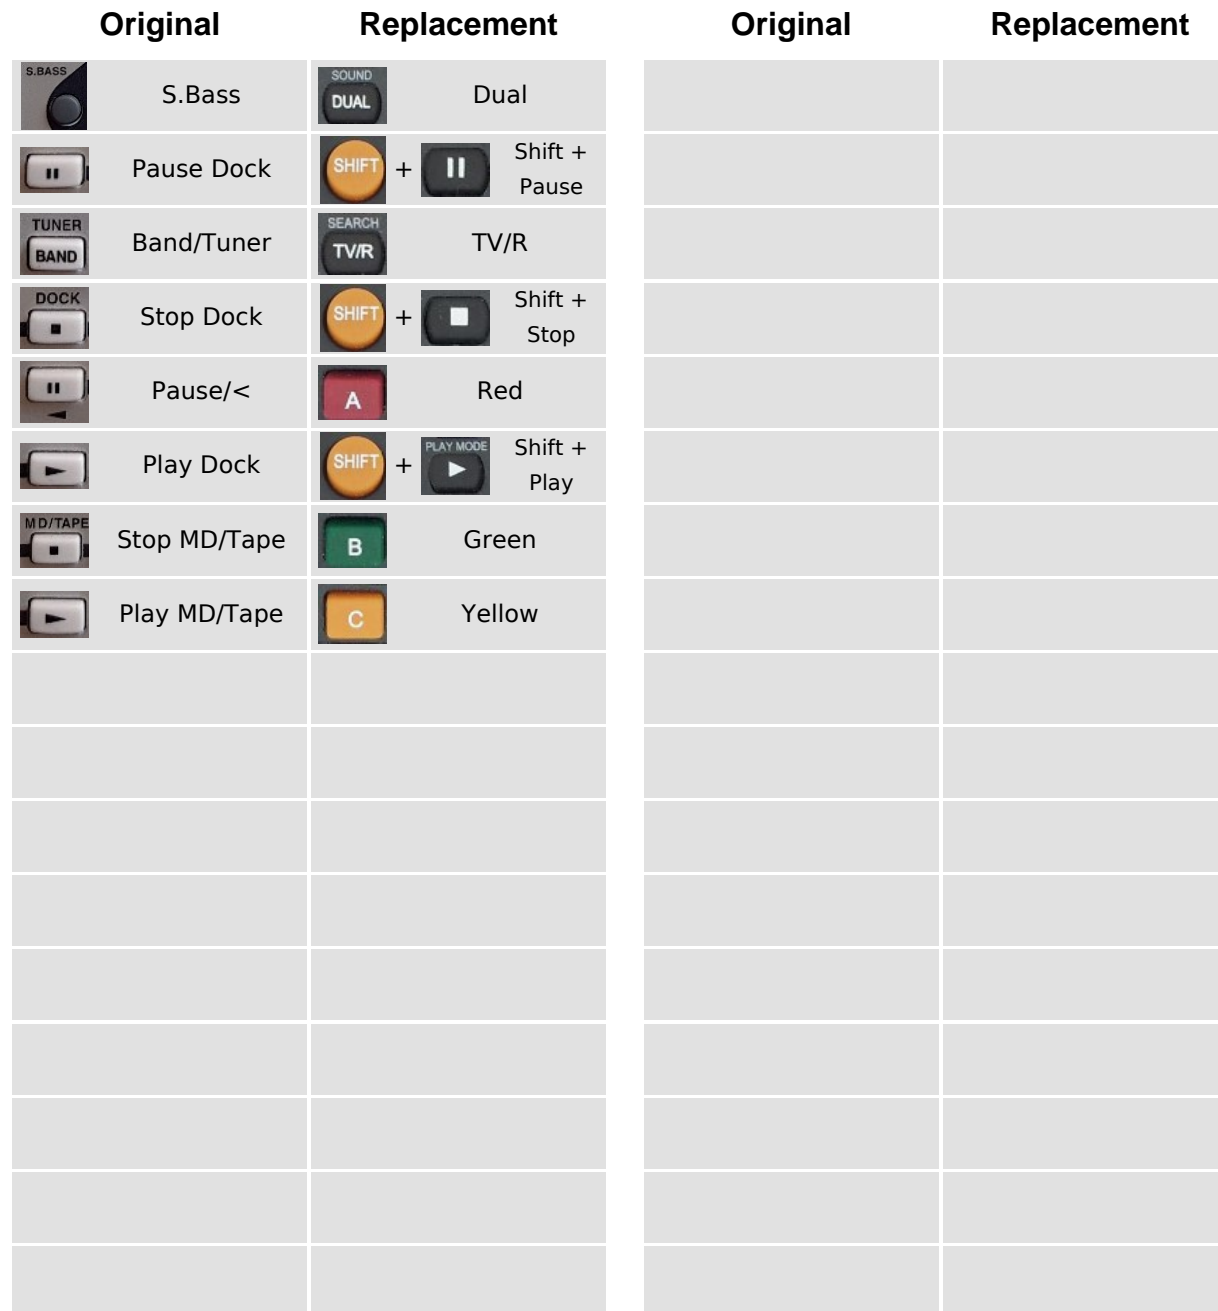 Original Replacement Original Replacement
S.BASS S.Bass SOUND DUAL Dual
Pause Dock SHIFT + Shift + Pause
TUNER BAND Band/Tuner SEARCH TV/R TV/R
DOCK Stop Dock SHIFT + Shift + Stop
Pause/< A Red
Play Dock SHIFT + PLAY MODE Shift + Play
MD/TAPE Stop MD/Tape B Green
Play MD/Tape C Yellow